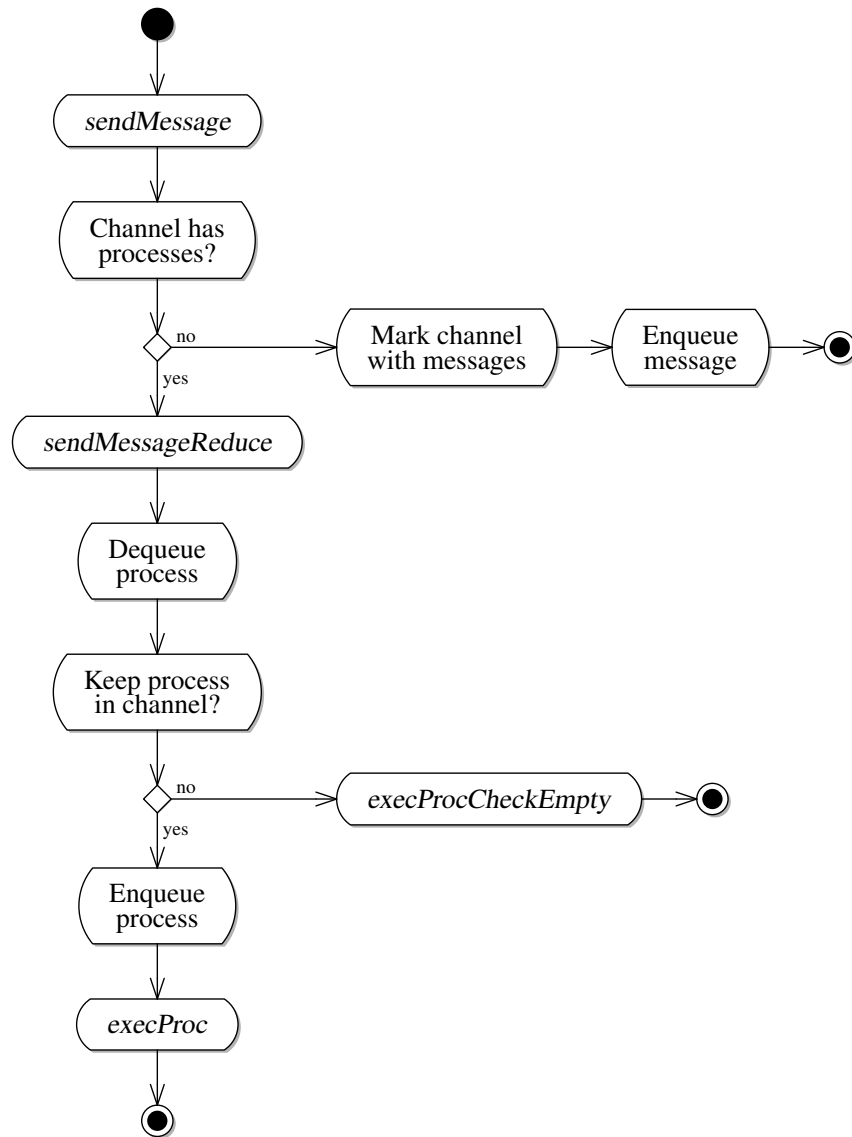 sendMessage
Channel has
processes?
no
Mark channel
with messages
Enqueue
message
yes
sendMessageReduce
Dequeue
process
Keep process
in channel?
no
execProcCheckEmpty
yes
Enqueue
process
execProc